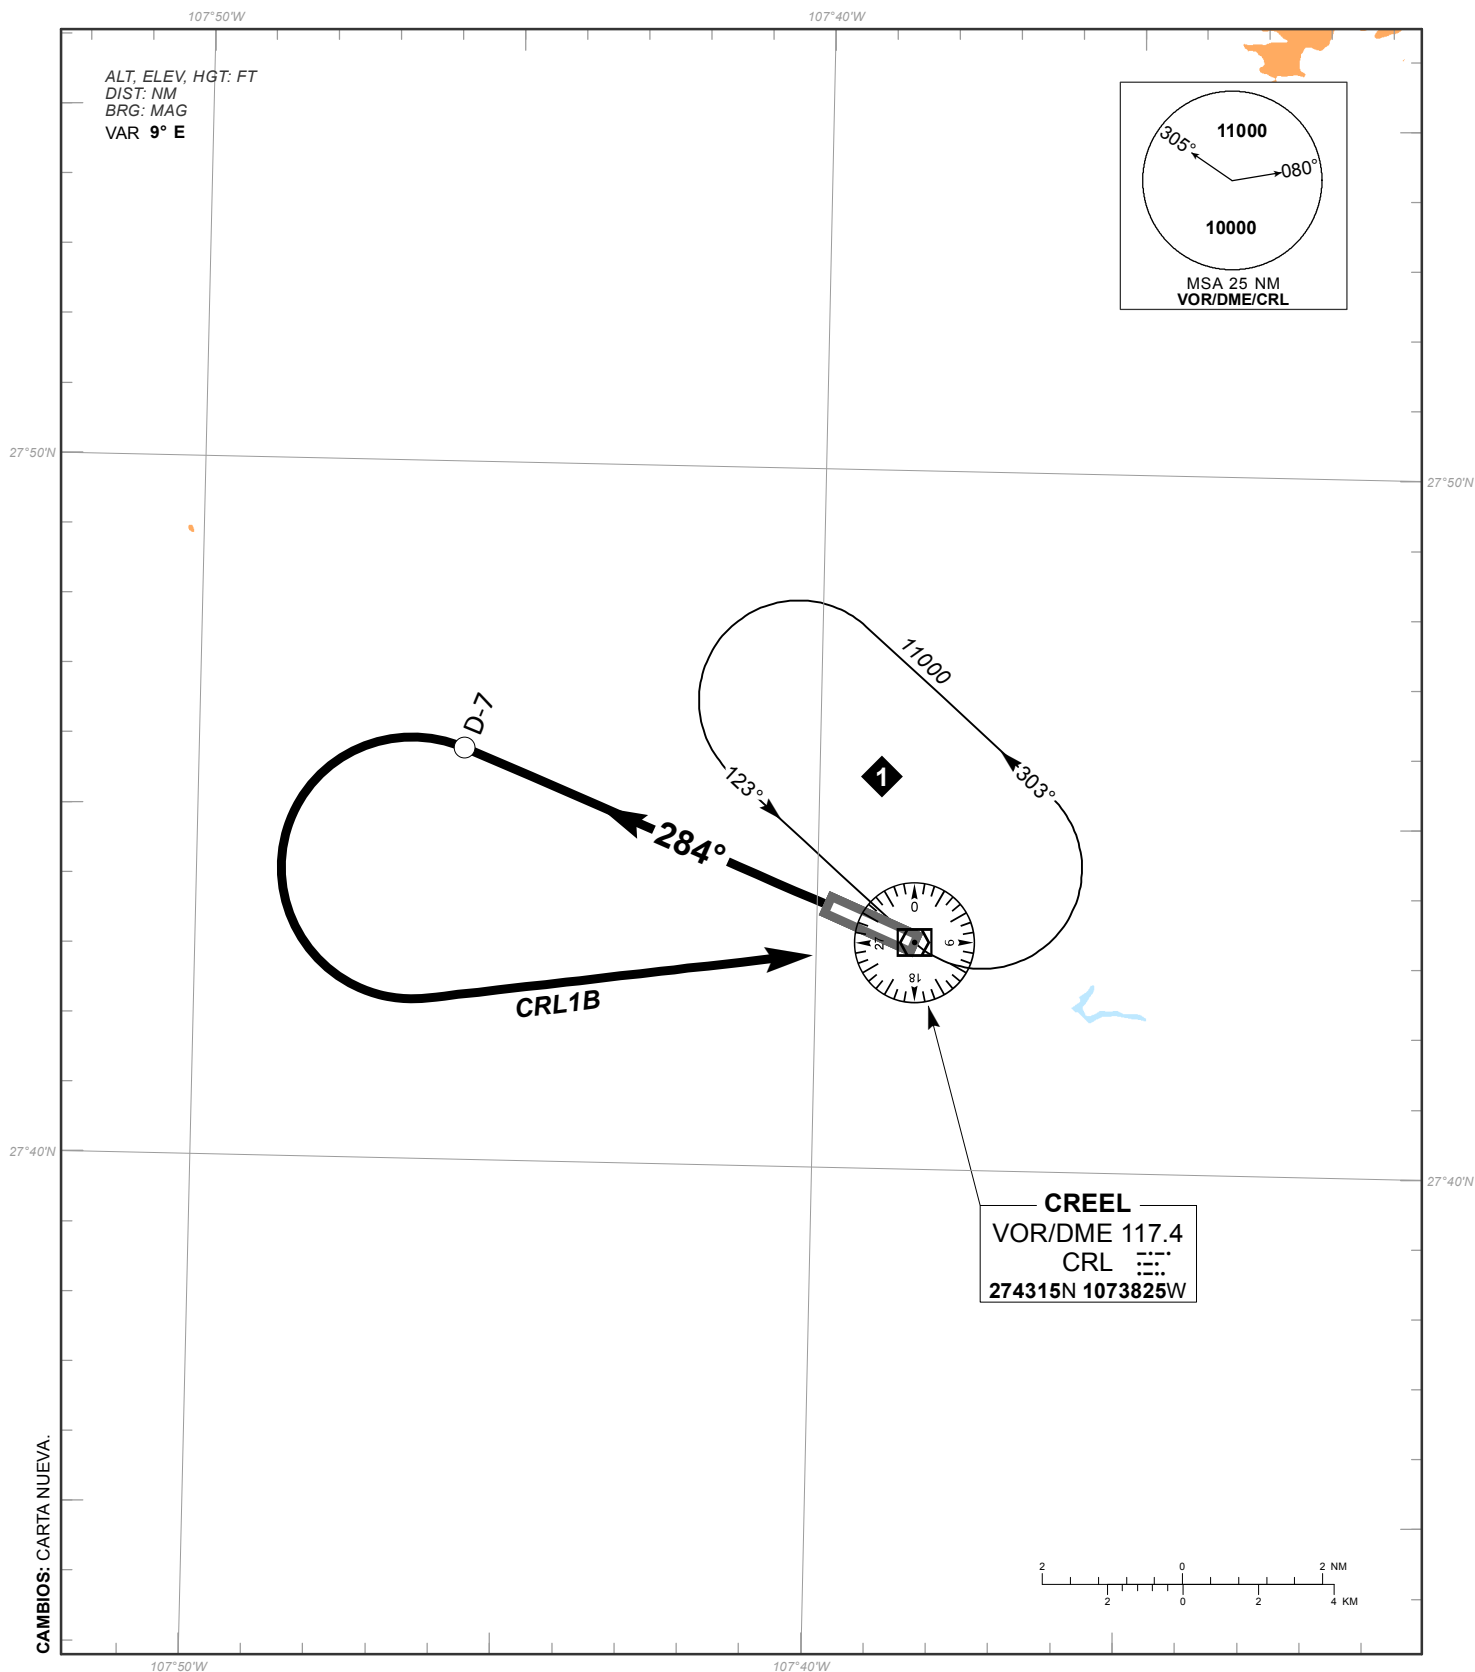 107°50'W
107°40'W
ALT, ELEV, HGT: FT
DIST: NM
BRG: MAG
VAR 9° E
305°
11000
080°
10000
MSA 25 NM
VOR/DME/CRL
27°50'N
27°50'N
11000
D-7
1
123°
303°
284°
0
9
18
27
CRL1B
27°40'N
27°40'N
CREEL
VOR/DME 117.4
CRL
274315N 1073825W
CAMBIOS: CARTA NUEVA.
2 0 2 NM
2 0 2 4 KM
107°50'W
107°40'W